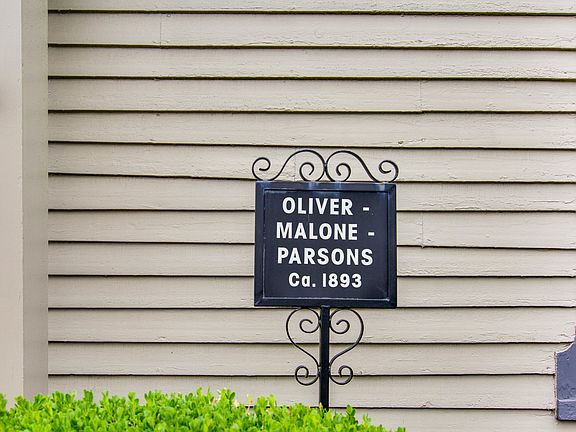 OLIVER -
MALONE -
PARSONS
Ca. 1893